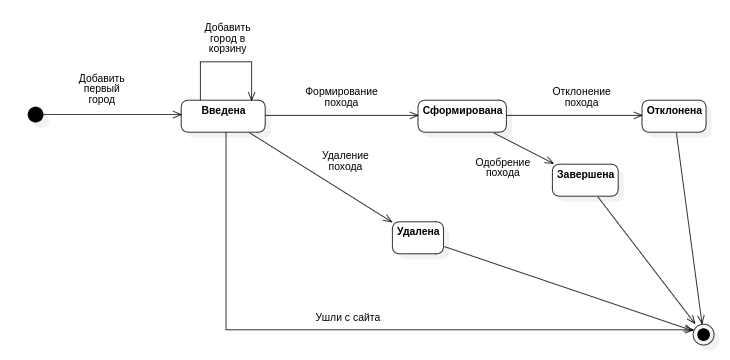 Добавить
город в
корзину
Добавить
первый
город
Введена
Формирование
похода
Сформирована
Отклонение
похода
Отклонена
Удаление
похода
Одобрение
похода
Завершена
Удалена
Ушли с сайта